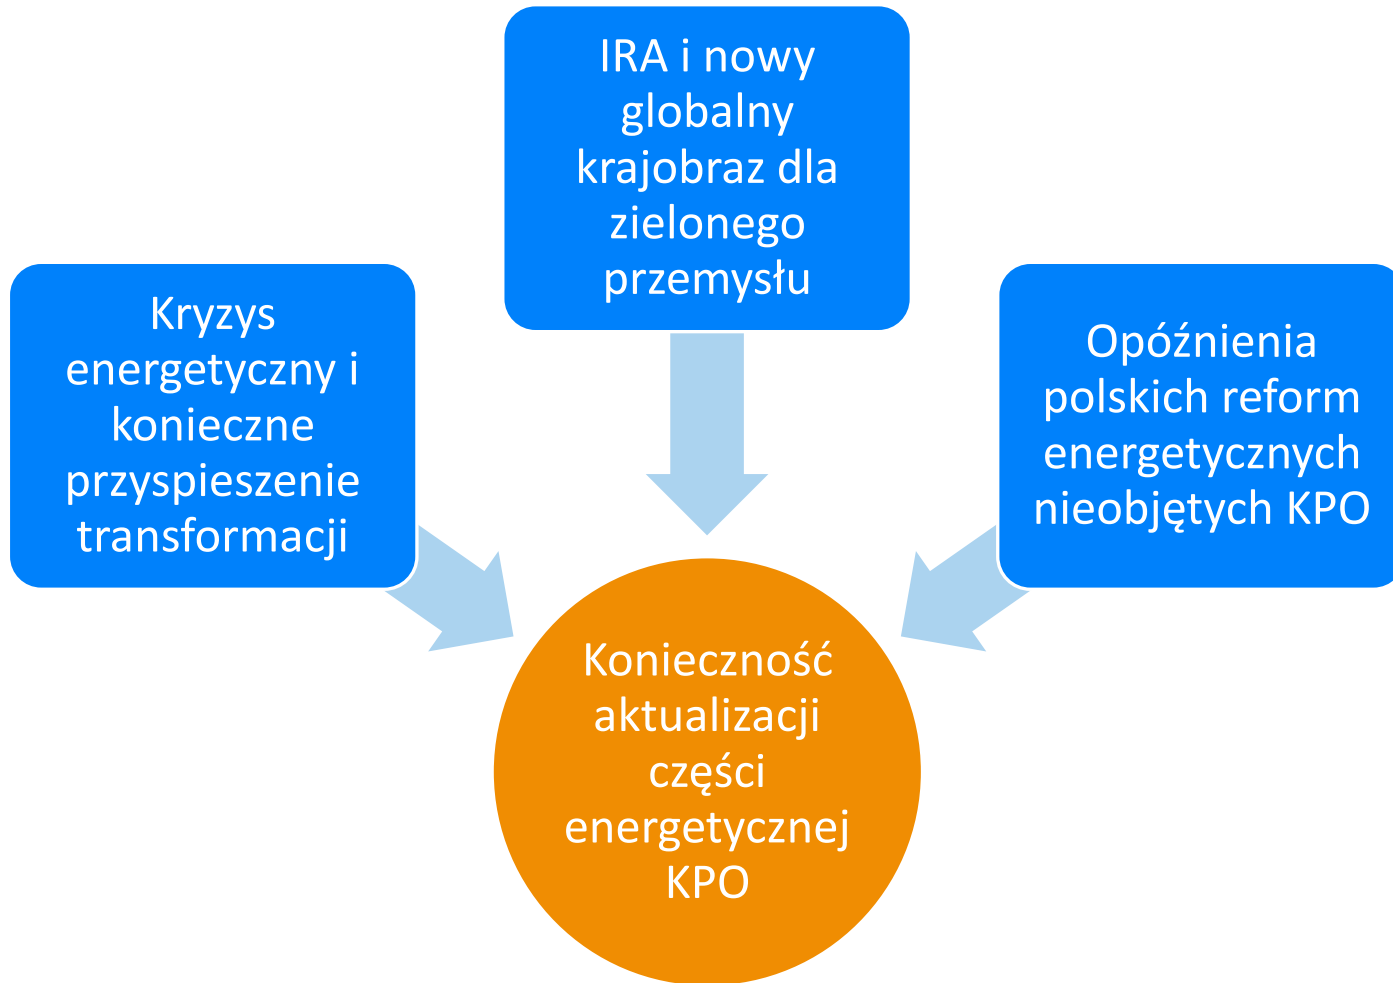 IRA i nowy
globalny
krajobraz dla
zielonego
przemysłu
Kryzys
energetyczny i
konieczne
przyspieszenie
transformacji
Opóźnienia
polskich reform
energetycznych
nieobjętych KPO
Konieczność
aktualizacji
części
energetycznej
KPO